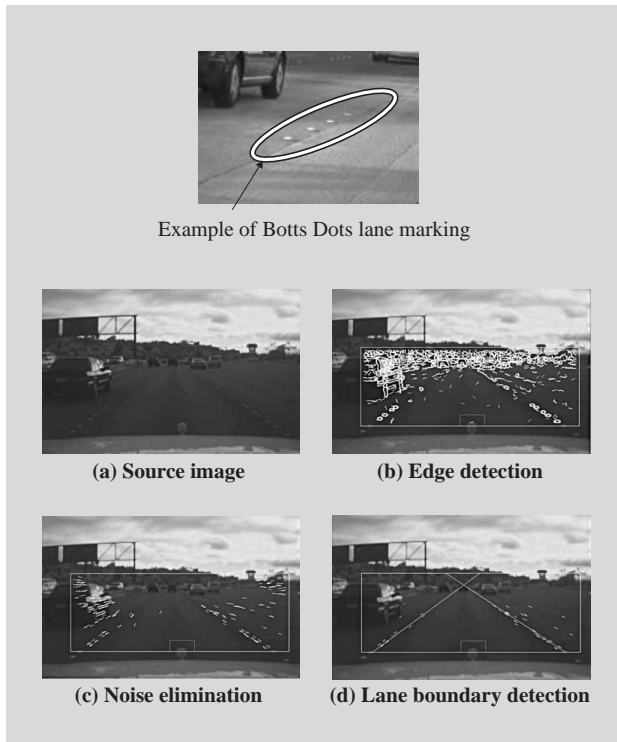 Example of Botts Dots lane marking
(a) Source image
(b) Edge detection
(c) Noise elimination
(d) Lane boundary detection